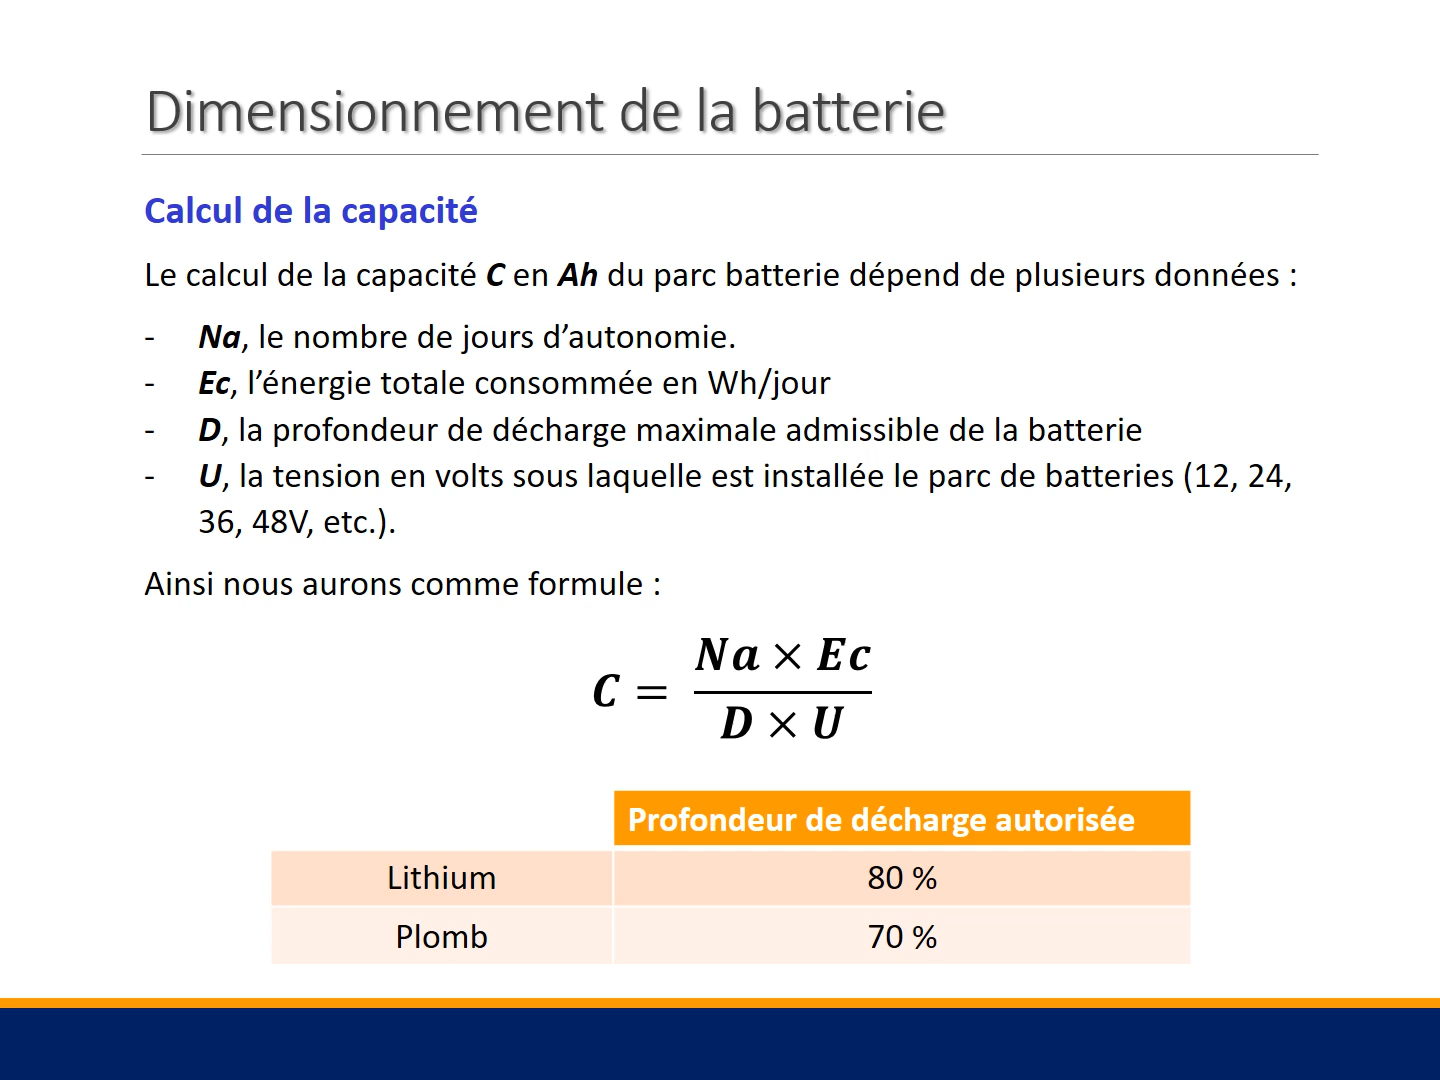 Dimensionnement de la batterie
Calcul de la capacité
Le calcul de la capacité C en Ah du parc batterie dépend de plusieurs données :
- Na, le nombre de jours d’autonomie.
- Ec, l’énergie totale consommée en Wh/jour
- D, la profondeur de décharge maximale admissible de la batterie
- U, la tension en volts sous laquelle est installée le parc de batteries (12, 24,
36, 48V, etc.).
Ainsi nous aurons comme formule :
Na × Ec
C =
D × U
Profondeur de décharge autorisée
Lithium 80 %
Plomb 70 %